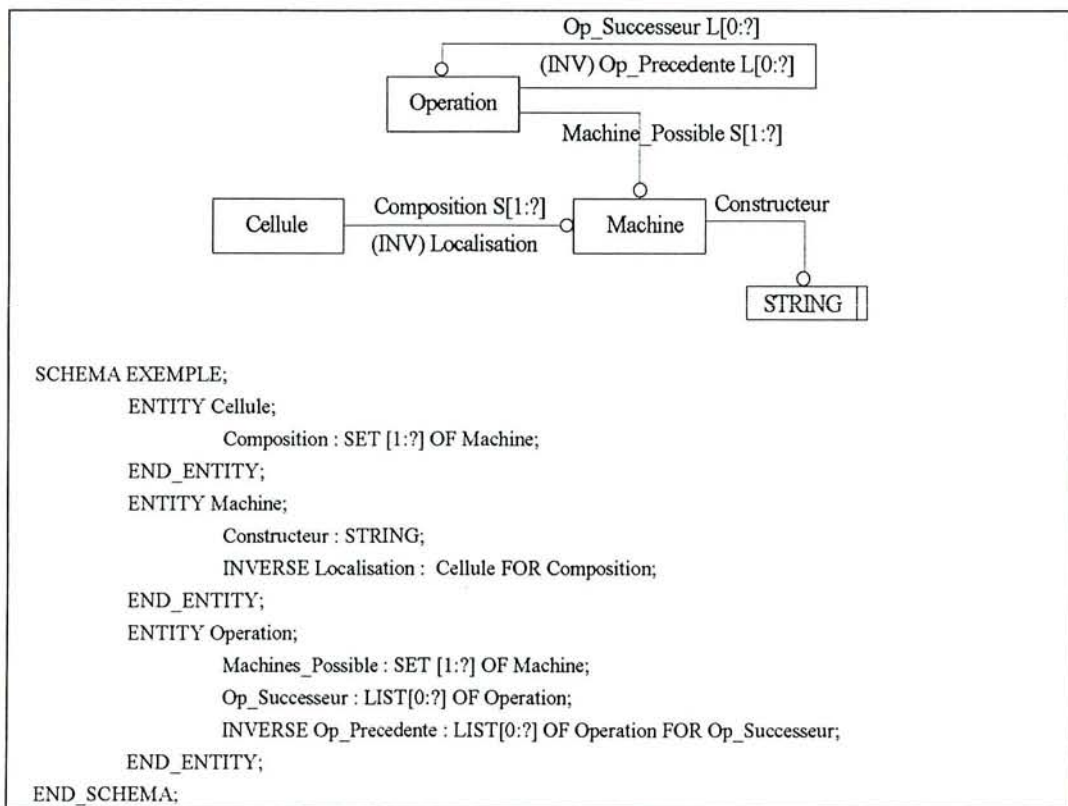 Op_Successeur L[0:?]
(INV) Op_Precedente L[0:?]
Operation
Machine_Possible S[1:?]
Cellule
Composition S[1:?]
(INV) Localisation
Machine
Constructeur
STRING
SCHEMA EXEMPLE;
ENTITY Cellule;
Composition : SET [1:?] OF Machine;
END_ENTITY;
ENTITY Machine;
Constructeur : STRING;
INVERSE Localisation : Cellule FOR Composition;
END_ENTITY;
ENTITY Operation;
Machines_Possible : SET [1:?] OF Machine;
Op_Successeur : LIST[0:?] OF Operation;
INVERSE Op_Precedente : LIST[0:?] OF Operation FOR Op_Successeur;
END_ENTITY;
END_SCHEMA;